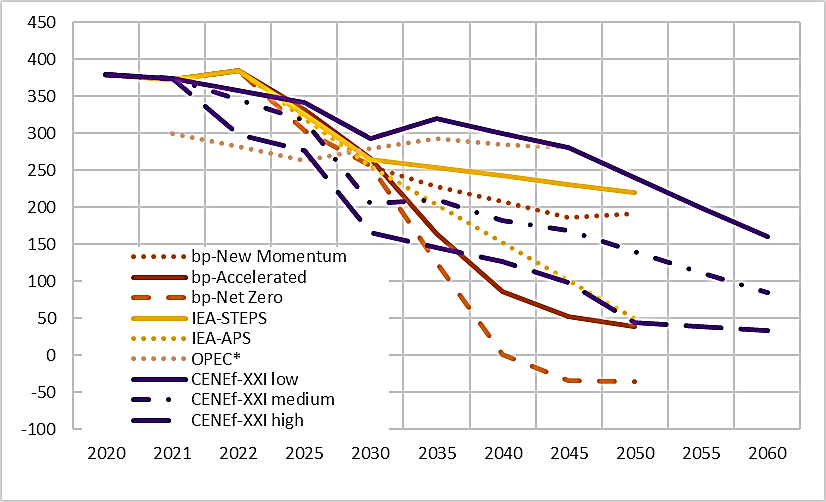 450
400
350
300
250
200
150
100
50
0
-50
-100
bp-New Momentum
bp-Accelerated
bp-Net Zero
IEA-STEPS
IEA-APS
OPEC*
CENEf-XXI low
CENEf-XXI medium
CENEf-XXI high
2020 2021 2022 2025 2030 2035 2040 2045 2050 2055 2060